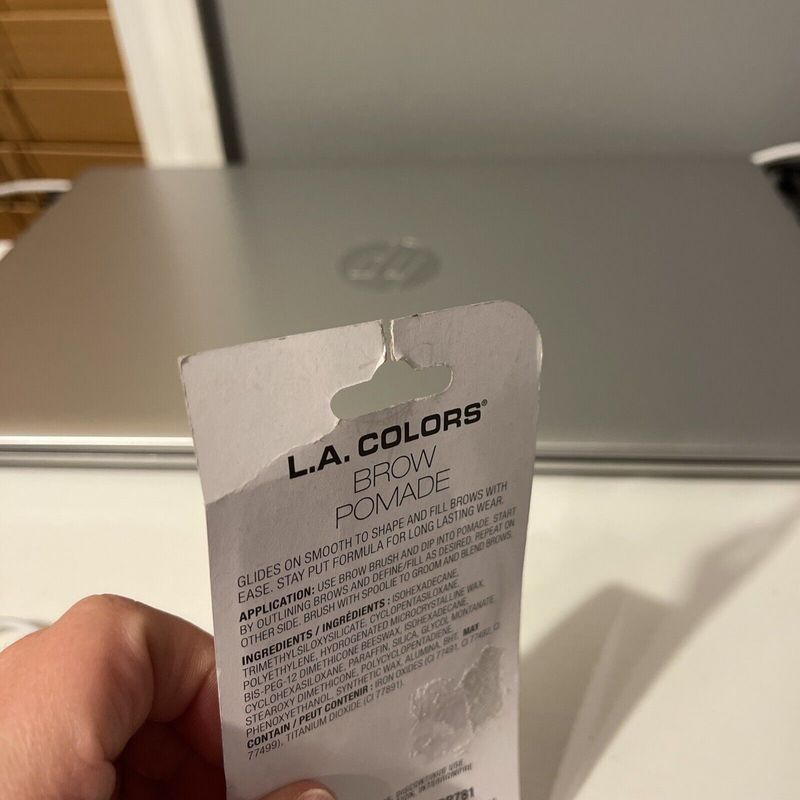 hp
L.A. COLORS®
BROW
POMADE
GLIDES ON SMOOTH TO SHAPE AND FILL BROWS WITH
EASE. STAY PUT FORMULA FOR LONG LASTING WEAR.
APPLICATION: USE BROW BRUSH AND DIP INTO POMADE. START
BY OUTLINING BROWS AND DEFINE/FILL AS DESIRED. REPEAT ON
OTHER SIDE. BRUSH WITH SPOOLIE TO GROOM AND BLEND BROWS.
INGREDIENTS / INGRÉDIENTS : ISOHEXADECANE,
TRIMETHYLSILOXYSILICATE, CYCLOPENTASILOXANE,
POLYETHYLENE, HYDROGENATED MICROCRYSTALLINE WAX,
BIS-PEG-12 DIMETHICONE BEESWAX, ISOHEXADECANE,
CYCLOHEXASILOXANE, PARAFFIN, SILICA, GLYCOL MONTANATE,
STEAROXY DIMETHICONE, POLYCYCLOPENTADIENE,
PHENOXYETHANOL, SYNTHETIC WAX, ALUMINA, BHT. MAY
CONTAIN / PEUT CONTENIR : IRON OXIDES (CI 77491, CI 77492, CI
77499), TITANIUM DIOXIDE (CI 77891).
DISCONTINUE USE